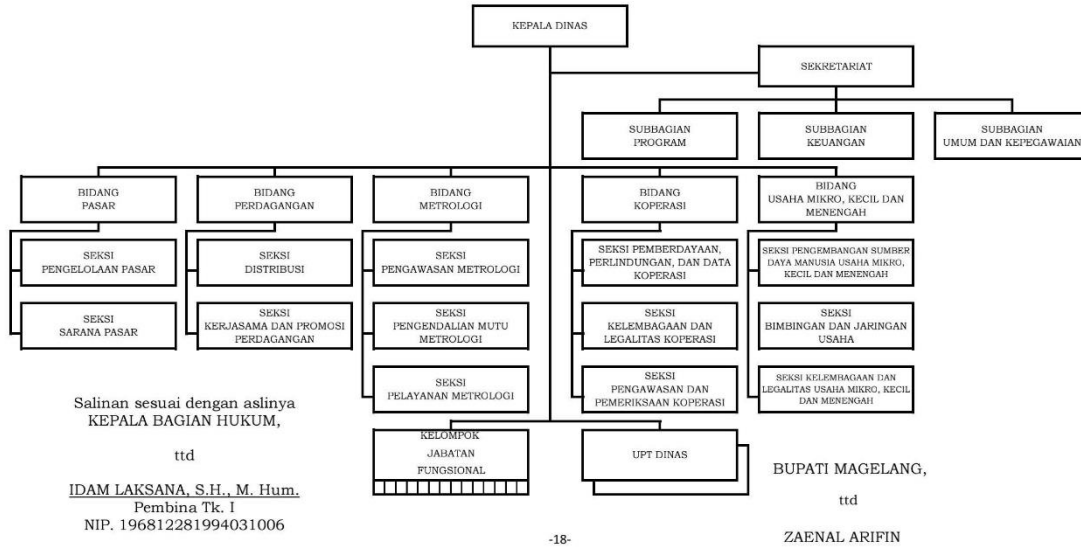 KEPALA DINAS
SEKRETARIAT
SUBBAGIAN
PROGRAM
SUBBAGIAN
KEUANGAN
SUBBAGIAN
UMUM DAN KEPEGAWAIAN
BIDANG
PASAR
BIDANG
PERDAGANGAN
BIDANG
METROLOGI
BIDANG
KOPERASI
BIDANG
USAHA MIKRO, KECIL DAN
MENENGAH
SEKSI
PENGELOLAAN PASAR
SEKSI
DISTRIBUSI
SEKSI
PENGAWASAN METROLOGI
SEKSI PEMBERDAYAAN,
PERLINDUNGAN, DAN DATA
KOPERASI
SEKSI PENGEMBANGAN SUMBER
DAYA MANUSIA USAHA MIKRO,
KECIL DAN MENENGAH
SEKSI
SARANA PASAR
SEKSI
KERJASAMA DAN PROMOSI
PERDAGANGAN
SEKSI
PENGENDALIAN MUTU
METROLOGI
SEKSI
KELEMBAGAAN DAN
LEGALITAS KOPERASI
SEKSI
BIMBINGAN DAN JARINGAN
USAHA
SEKSI
PELAYANAN METROLOGI
SEKSI
PENGAWASAN DAN
PEMERIKSAAN KOPERASI
SEKSI KELEMBAGAAN DAN
LEGALITAS USAHA MIKRO, KECIL
DAN MENENGAH
KELOMPOK
JABATAN
FUNGSIONAL
UPT DINAS
Salinan sesuai dengan aslinya
KEPALA BAGIAN HUKUM,
ttd
IDAM LAKSANA, S.H., M. Hum.
Pembina Tk. I
NIP. 196812281994031006
BUPATI MAGELANG,
ttd
ZAENAL ARIFIN
-18-